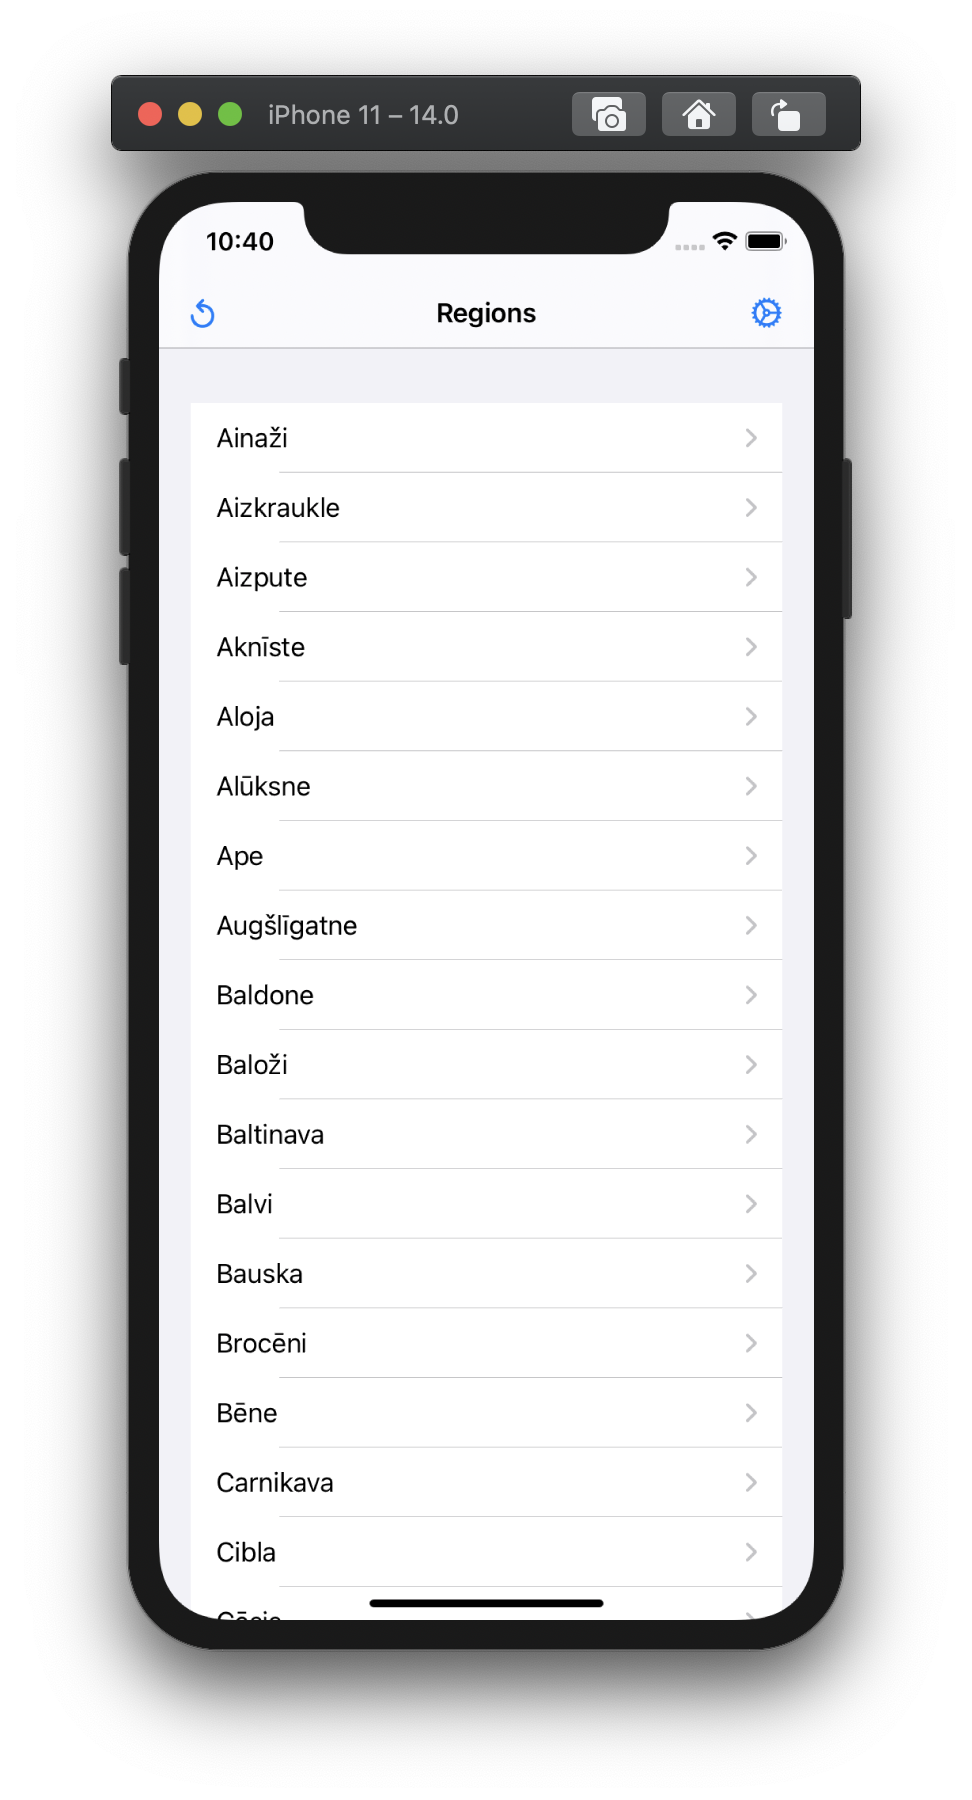 iPhone 11 – 14.0
10:40
Regions
Ainaži
Aizkraukle
Aizpute
Aknīste
Aloja
Alūksne
Ape
Augšlīgatne
Baldone
Baloži
Baltinava
Balvi
Bauska
Brocēni
Bēne
Carnikava
Cibla